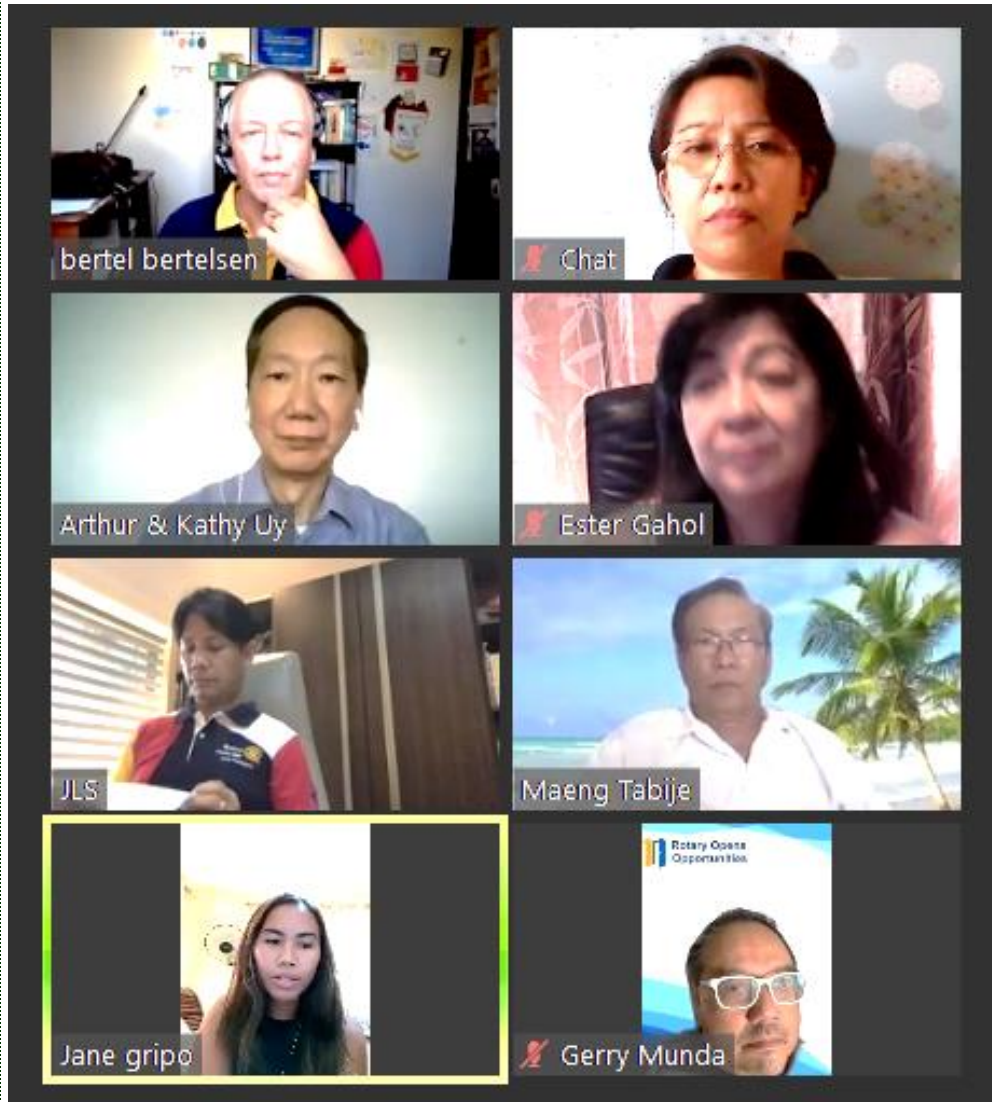 bertel bertelsen
Chat
Arthur & Kathy Uy
Ester Gahol
JLS
Maeng Tabije
Rotary Opens
Opportunities
Jane gripo
Gerry Munda